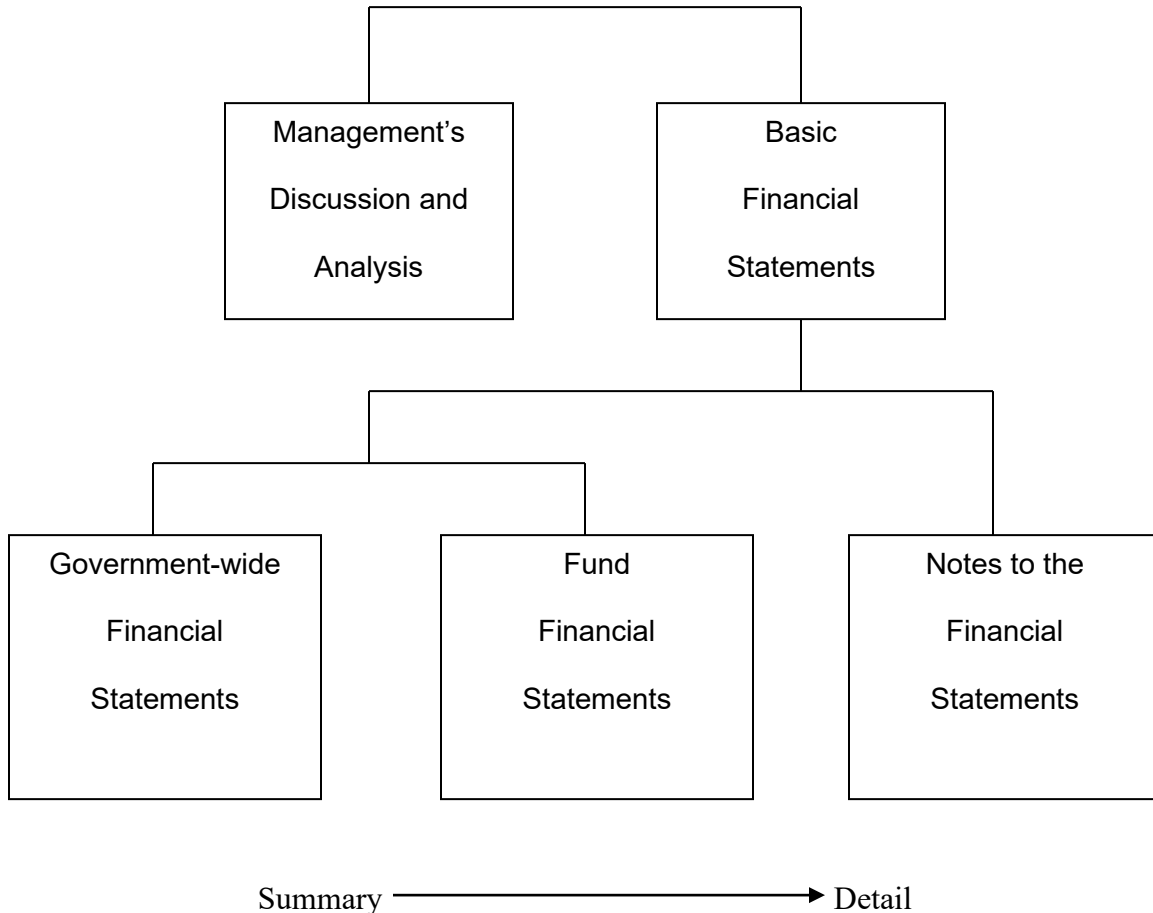 Management’s
Discussion and
Analysis
Basic
Financial
Statements
Government-wide
Financial
Statements
Fund
Financial
Statements
Notes to the
Financial
Statements
Summary
Detail